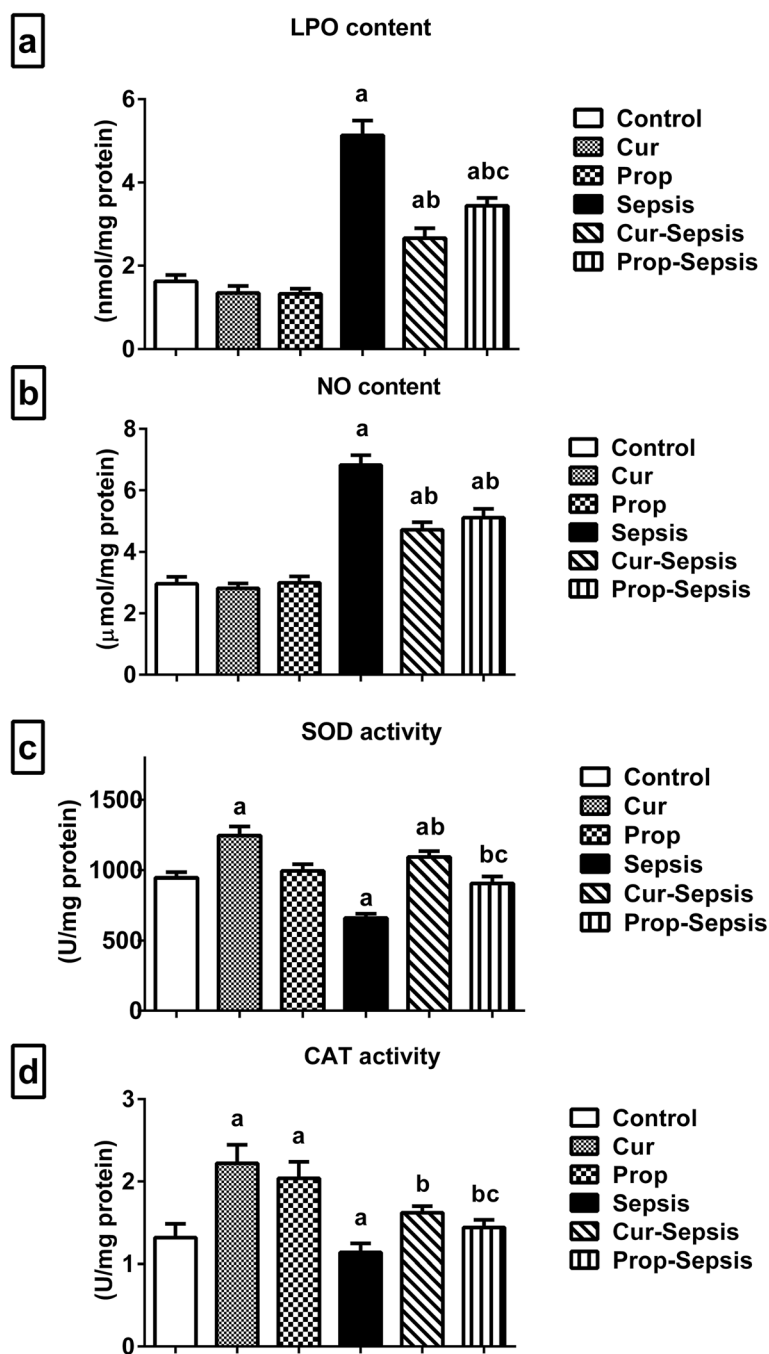 a
LPO content
(nmol/mg protein)
6
4
2
0
a
ab
abc
Control
Cur
Prop
Sepsis
Cur-Sepsis
Prop-Sepsis
b
NO content
(μmol/mg protein)
8
6
4
2
0
a
ab
ab
Control
Cur
Prop
Sepsis
Cur-Sepsis
Prop-Sepsis
c
SOD activity
(U/mg protein)
1500
1000
500
0
a
a
ab
bc
Control
Cur
Prop
Sepsis
Cur-Sepsis
Prop-Sepsis
d
CAT activity
(U/mg protein)
3
2
1
0
a
a
a
b
bc
Control
Cur
Prop
Sepsis
Cur-Sepsis
Prop-Sepsis